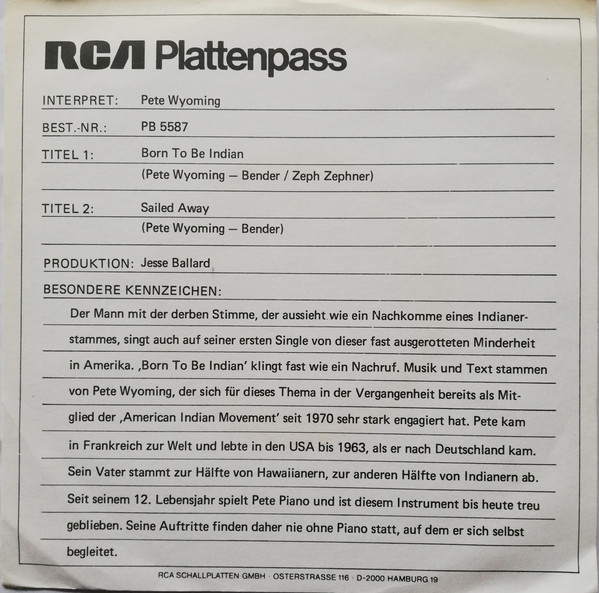 RCA Plattenpass
INTERPRET: Pete Wyoming
BEST.-NR.: PB 5587
TITEL 1: Born To Be Indian
(Pete Wyoming — Bender / Zeph Zephner)
TITEL 2: Sailed Away
(Pete Wyoming — Bender)
PRODUKTION: Jesse Ballard
BESONDERE KENNZEICHEN:
Der Mann mit der derben Stimme, der aussieht wie ein Nachkomme eines Indianer-
stammes, singt auch auf seiner ersten Single von dieser fast ausgerotteten Minderheit
in Amerika. ‚Born To Be Indian’ klingt fast wie ein Nachruf. Musik und Text stammen
von Pete Wyoming, der sich für dieses Thema in der Vergangenheit bereits als Mit-
glied der ‚American Indian Movement’ seit 1970 sehr stark engagiert hat. Pete kam
in Frankreich zur Welt und lebte in den USA bis 1963, als er nach Deutschland kam.
Sein Vater stammt zur Hälfte von Hawaiianern, zur anderen Hälfte von Indianern ab.
Seit seinem 12. Lebensjahr spielt Pete Piano und ist diesem Instrument bis heute treu
geblieben. Seine Auftritte finden daher nie ohne Piano statt, auf dem er sich selbst
begleitet.
RCA SCHALLPLATTEN GMBH · OSTERSTRASSE 116 · D-2000 HAMBURG 19